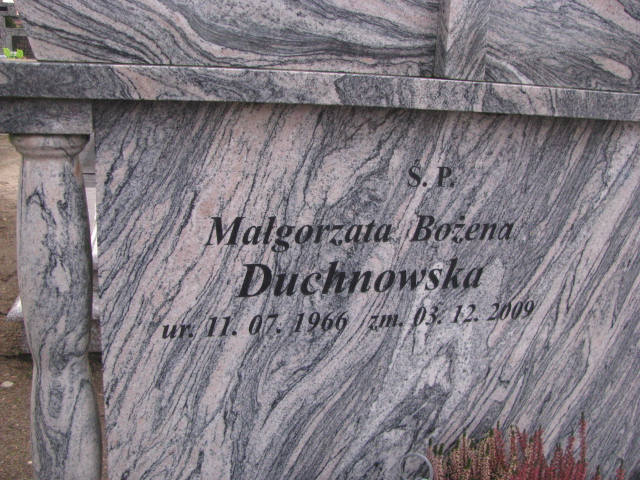 Ś. P.
Małgorzata Bożena
Duchnowska
ur. 11. 07. 1966 zm. 03. 12. 2009